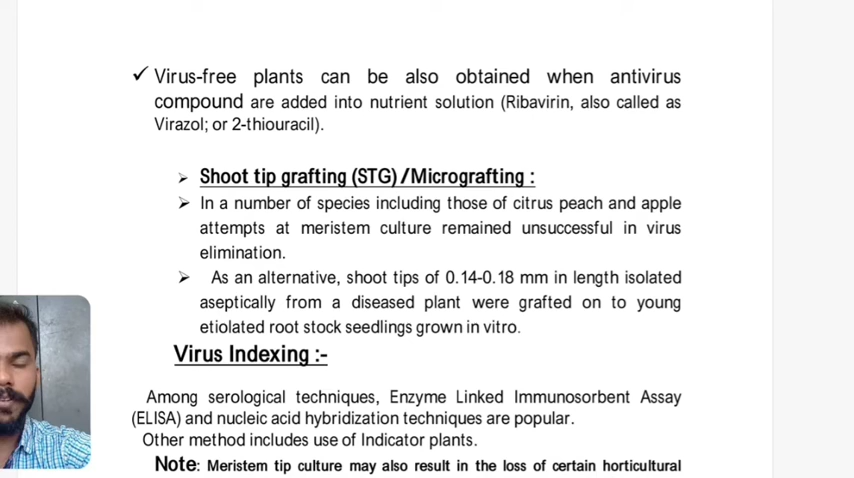 ✓ Virus-free plants can be also obtained when antivirus
compound are added into nutrient solution (Ribavirin, also called as
Virazol; or 2-thiouracil).
➢ Shoot tip grafting (STG) /Micrografting :
➢ In a number of species including those of citrus peach and apple
attempts at meristem culture remained unsuccessful in virus
elimination.
➢ As an alternative, shoot tips of 0.14-0.18 mm in length isolated
aseptically from a diseased plant were grafted on to young
etiolated root stock seedlings grown in vitro.
Virus Indexing :-
Among serological techniques, Enzyme Linked Immunosorbent Assay
(ELISA) and nucleic acid hybridization techniques are popular.
Other method includes use of Indicator plants.
Note: Meristem tip culture may also result in the loss of certain horticultural